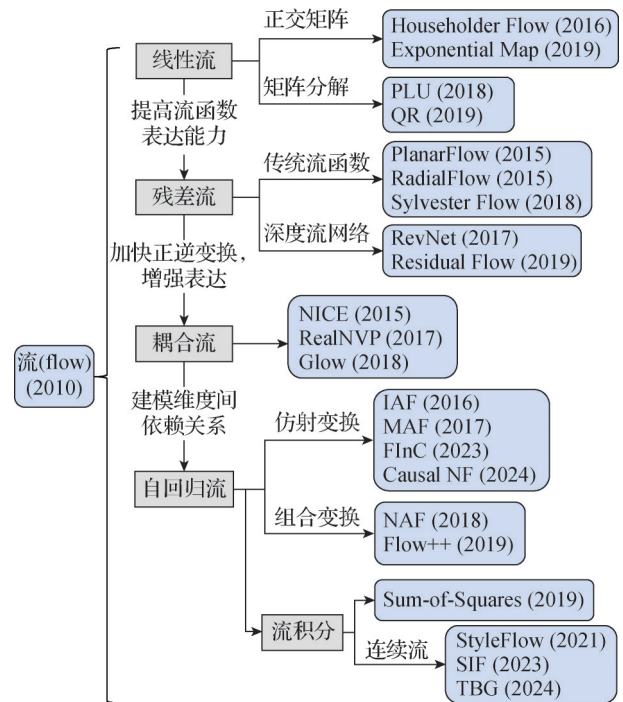 流(flow)
(2010)
线性流
正交矩阵
Householder Flow (2016)
Exponential Map (2019)
矩阵分解
PLU (2018)
QR (2019)
提高流函数
表达能力
残差流
传统流函数
PlanarFlow (2015)
RadialFlow (2015)
Sylvester Flow (2018)
深度流网络
RevNet (2017)
Residual Flow (2019)
加快正逆变换,
增强表达
耦合流
NICE (2015)
RealNVP (2017)
Glow (2018)
建模维度间
依赖关系
自回归流
仿射变换
IAF (2016)
MAF (2017)
FInC (2023)
Causal NF (2024)
组合变换
NAF (2018)
Flow++ (2019)
流积分
Sum-of-Squares (2019)
连续流
StyleFlow (2021)
SIF (2023)
TBG (2024)